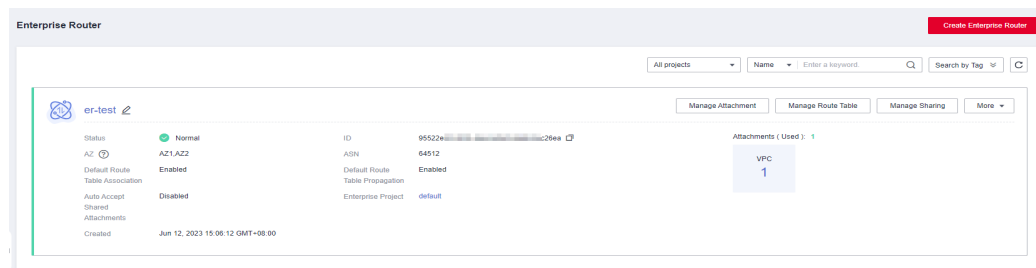 Enterprise Router
Create Enterprise Router
All projects
Name
Enter a keyword.
Search by Tag
er-test
Manage Attachment
Manage Route Table
Manage Sharing
More
Status Normal ID 95522e c26ea
Attachments ( Used ): 1
AZ ? AZ1,AZ2 ASN 64512
VPC
1
Default Route Table Association Enabled
Default Route Table Propagation Enabled
Auto Accept Shared Attachments Disabled
Enterprise Project default
Created Jun 12, 2023 15:06:12 GMT+08:00